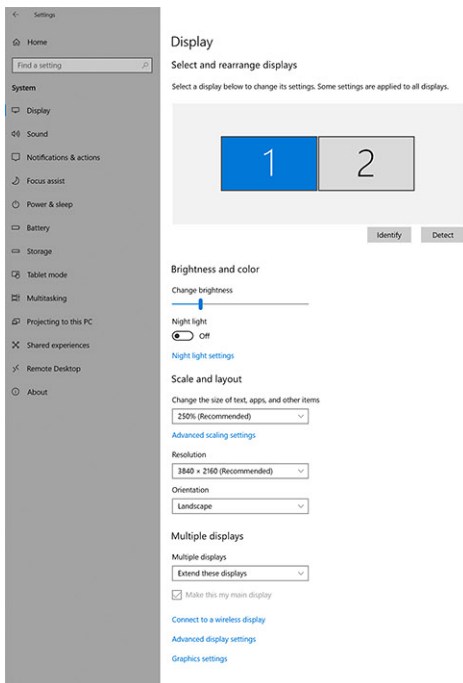 Settings
Home
Find a setting
System
Display
Sound
Notifications & actions
Focus assist
Power & sleep
Battery
Storage
Tablet mode
Multitasking
Projecting to this PC
Shared experiences
Remote Desktop
About
Display
Select and rearrange displays
Select a display below to change its settings. Some settings are applied to all displays.
1 2
Identify Detect
Brightness and color
Change brightness
Night light
Off
Night light settings
Scale and layout
Change the size of text, apps, and other items
250% (Recommended)
Advanced scaling settings
Resolution
3840 × 2160 (Recommended)
Orientation
Landscape
Multiple displays
Multiple displays
Extend these displays
Make this my main display
Connect to a wireless display
Advanced display settings
Graphics settings